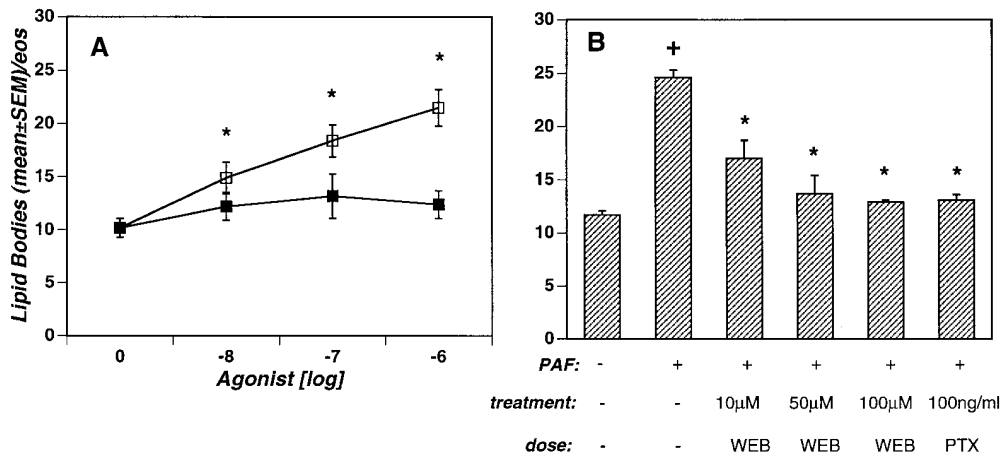 A
Lipid Bodies (mean±SEM)/eos
30
25
20
15
10
5
0
*
*
*
0 -8 -7 -6
Agonist [log]
B
30
25
20
15
10
5
0
+
*
*
*
*
PAF: - + + + + +
treatment: - - 10μM 50μM 100μM 100ng/ml
dose: - - WEB WEB WEB PTX